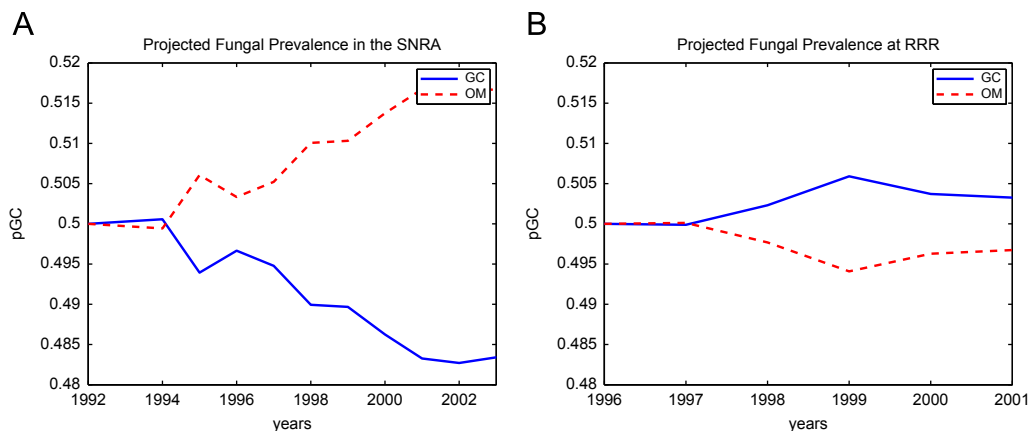 A
Projected Fungal Prevalence in the SNRA
0.52
0.515
0.51
0.505
0.5
0.495
0.49
0.485
0.48
pGC
GC
OM
1992 1994 1996 1998 2000 2002
years
B
Projected Fungal Prevalence at RRR
0.52
0.515
0.51
0.505
0.5
0.495
0.49
0.485
0.48
pGC
GC
OM
1996 1997 1998 1999 2000 2001
years